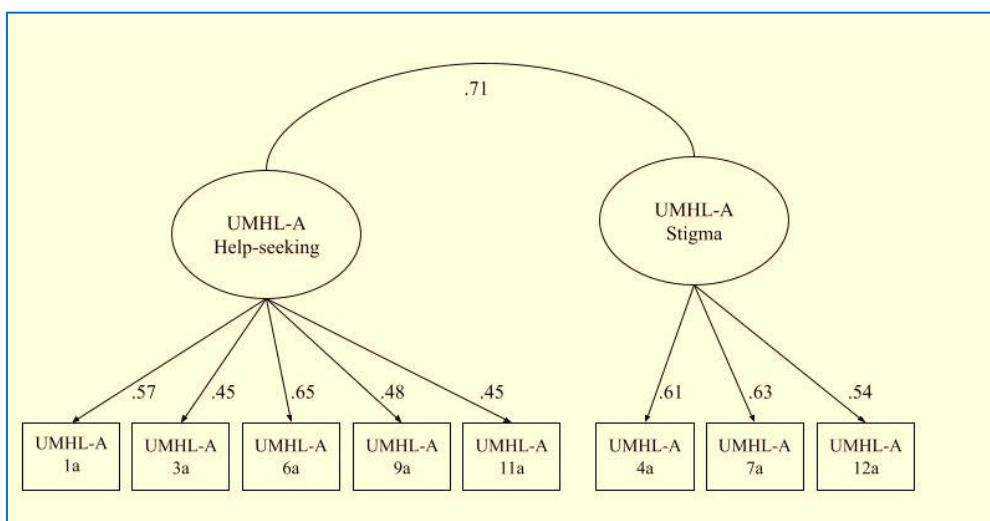 .71
UMHL-A
Help-seeking
UMHL-A
Stigma
.57
.45
.65
.48
.45
.61
.63
.54
UMHL-A
1a
UMHL-A
3a
UMHL-A
6a
UMHL-A
9a
UMHL-A
11a
UMHL-A
4a
UMHL-A
7a
UMHL-A
12a